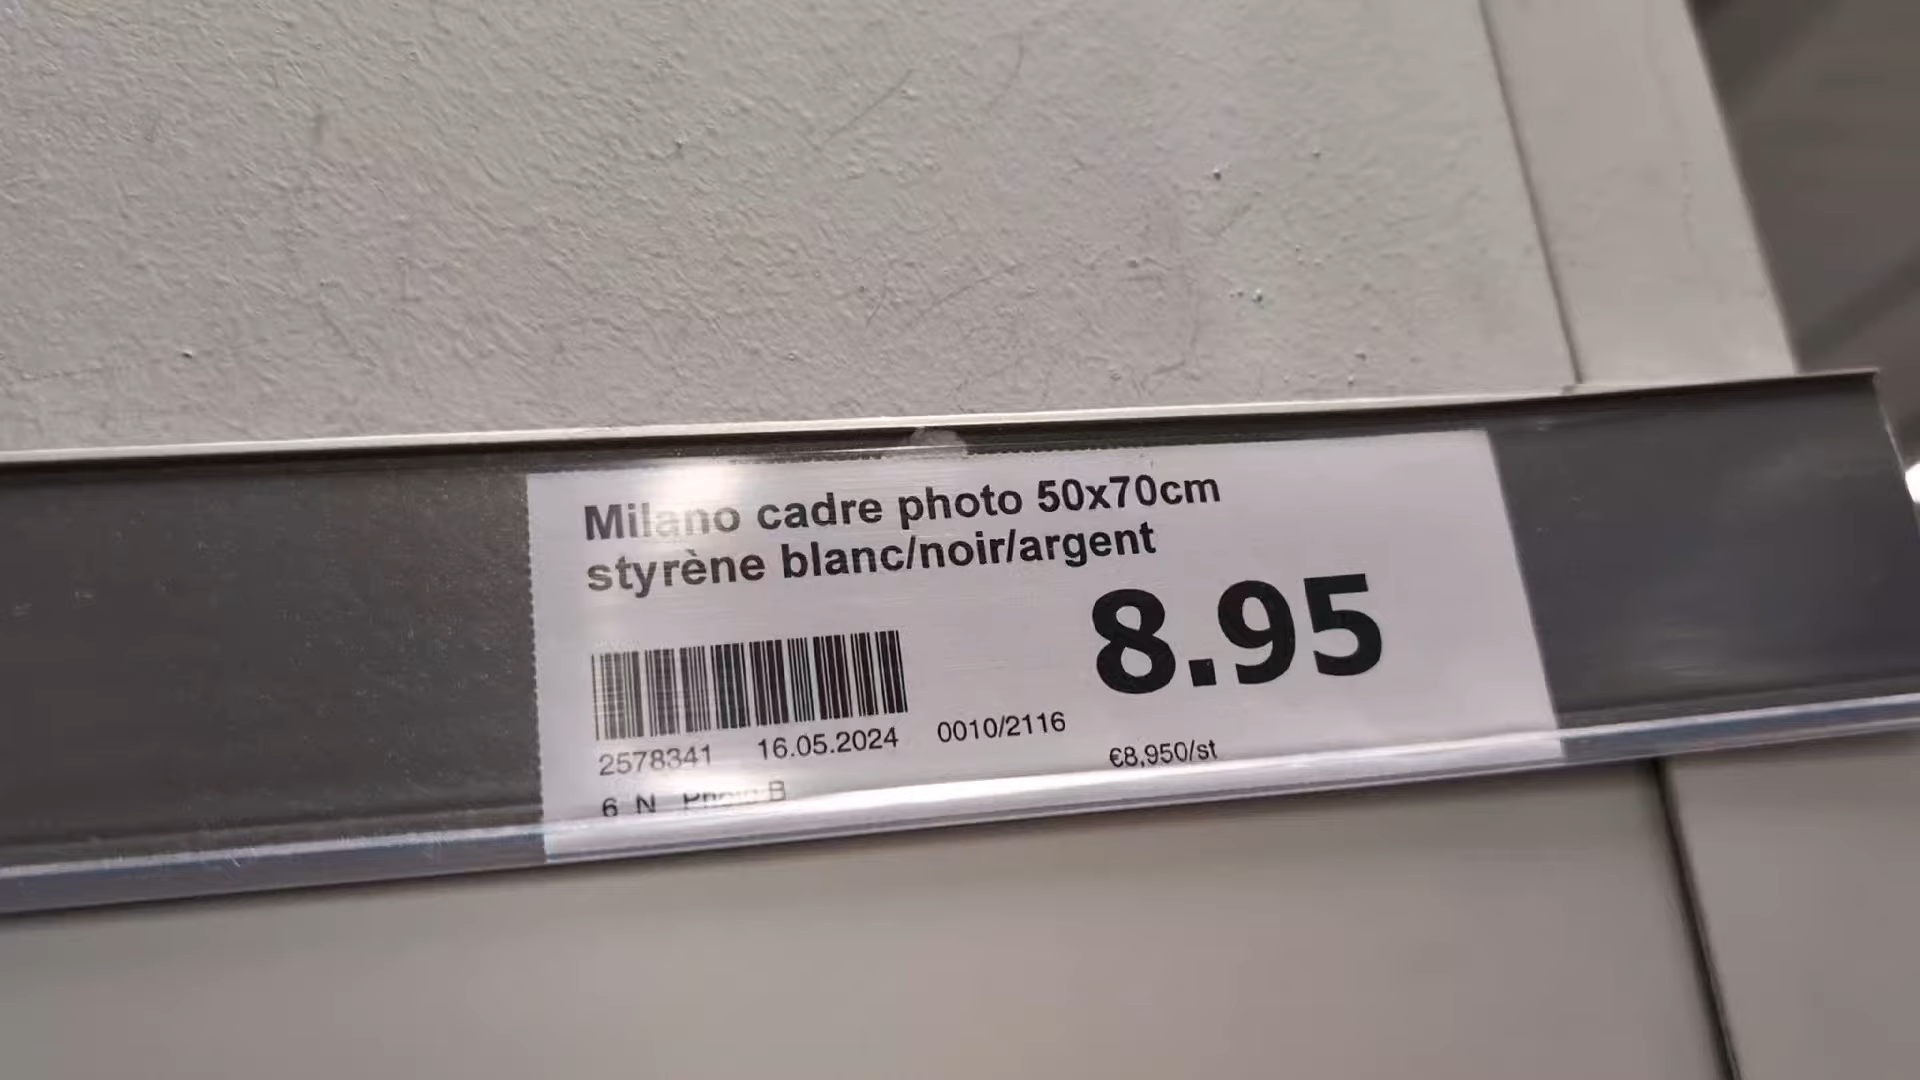 Milano cadre photo 50x70cm
styrène blanc/noir/argent
8.95
2578341 16.05.2024 0010/2116
€8,950/st
6 N Photo B